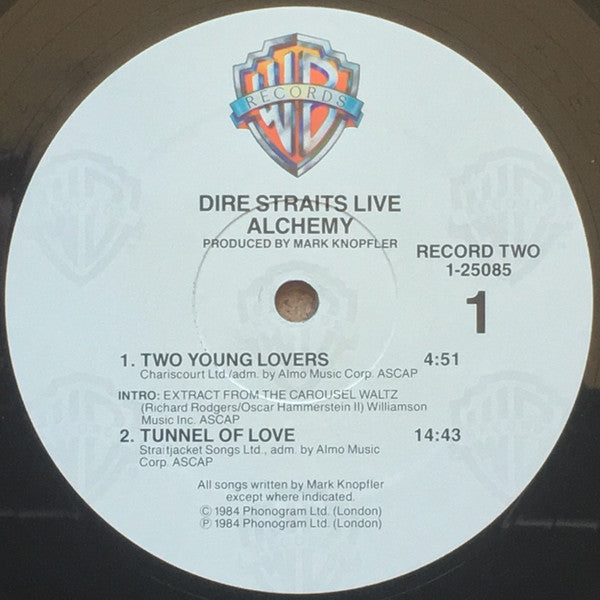 WB
RECORDS
DIRE STRAITS LIVE
ALCHEMY
PRODUCED BY MARK KNOPFLER
RECORD TWO
1-25085
1
1. TWO YOUNG LOVERS 4:51
Chariscourt Ltd./adm. by Almo Music Corp. ASCAP
INTRO: EXTRACT FROM THE CAROUSEL WALTZ
(Richard Rodgers/Oscar Hammerstein II) Williamson
Music Inc. ASCAP
2. TUNNEL OF LOVE 14:43
Straitjacket Songs Ltd., adm. by Almo Music
Corp. ASCAP
All songs written by Mark Knopfler
except where indicated.
© 1984 Phonogram Ltd. (London)
℗ 1984 Phonogram Ltd. (London)